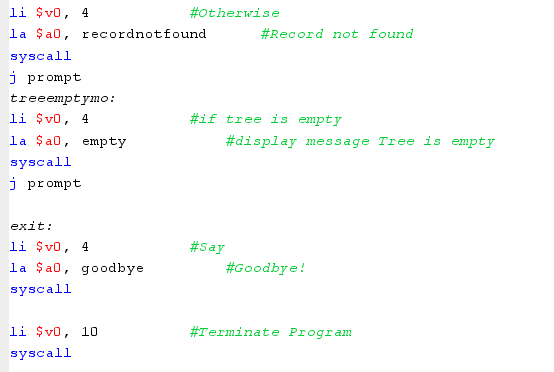 li $v0, 4 #Otherwise
la $a0, recordnotfound #Record not found
syscall
j prompt
treeemptymo:
li $v0, 4 #if tree is empty
la $a0, empty #display message Tree is empty
syscall
j prompt
exit:
li $v0, 4 #Say
la $a0, goodbye #Goodbye!
syscall
li $v0, 10 #Terminate Program
syscall